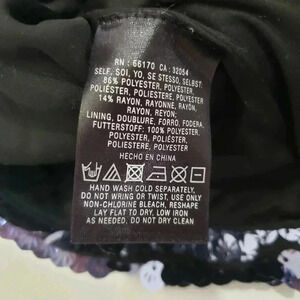 RN : 66170 CA : 32054
SELF, SOI, YO, SE STESSO, SELBST:
86% POLYESTER, POLYESTER,
POLIÉSTER, POLIESTERE, POLYESTER
14% RAYON, RAYONNE, RAYÓN,
RAYON, REYON;
LINING, DOUBLURE, FORRO, FODERA,
FUTTERSTOFF: 100% POLYESTER,
POLYESTER, POLIÉSTER,
POLIESTERE, POLYESTER
HECHO EN CHINA
HAND WASH COLD SEPARATELY,
DO NOT WRING OR TWIST, USE ONLY
NON-CHLORINE BLEACH, RESHAPE
LAY FLAT TO DRY, LOW IRON
AS NEEDED. DO NOT DRY CLEAN